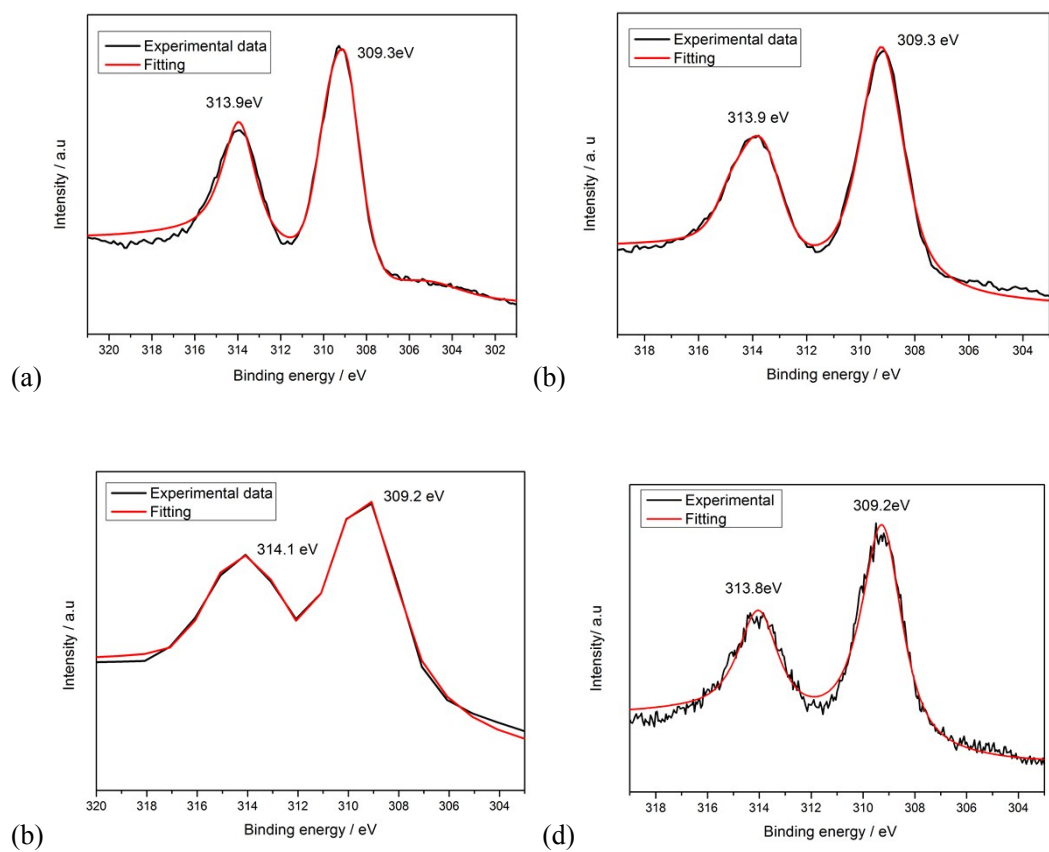 Experimental data
Fitting
309.3eV
313.9eV
Intensity / a.u
320 318 316 314 312 310 308 306 304 302
Binding energy / eV
(a)
Experimental data
Fitting
309.3 eV
313.9 eV
Intensity / a. u
318 316 314 312 310 308 306 304
Binding energy / eV
(b)
Experimental data
Fitting
309.2 eV
314.1 eV
Intensity / a.u
320 318 316 314 312 310 308 306 304
Binding energy / eV
(b)
Experimental
Fitting
309.2eV
313.8eV
Intensity/ a.u
318 316 314 312 310 308 306 304
Binding energy / eV
(d)